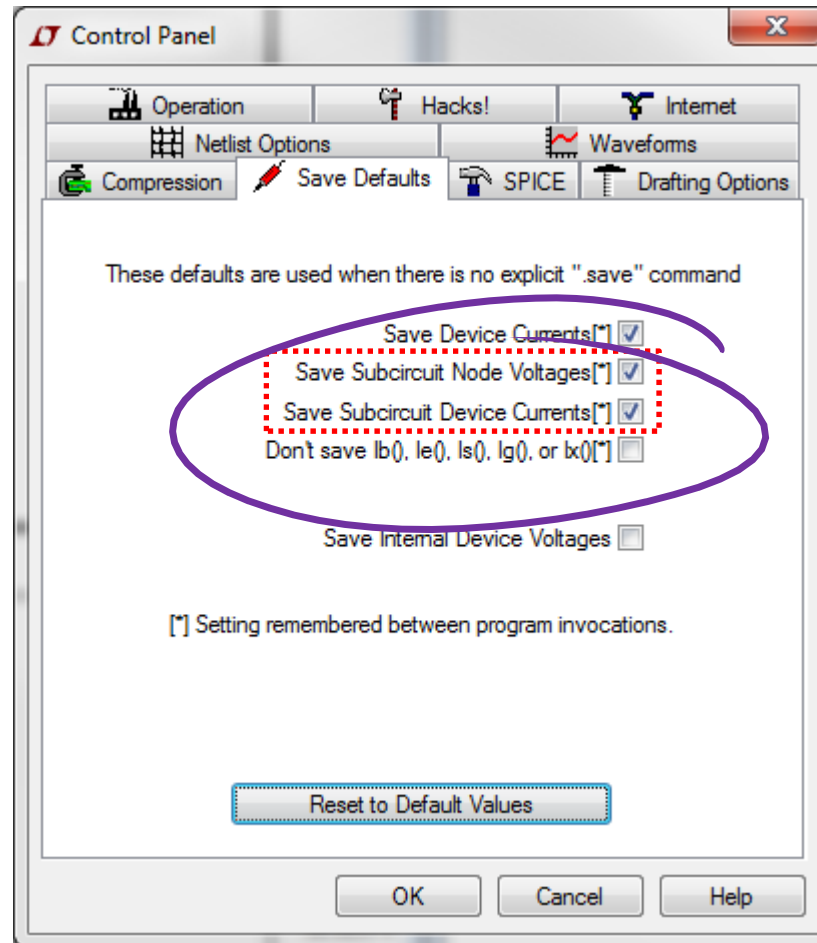 Control Panel
Operation
Hacks!
Internet
Netlist Options
Waveforms
Compression
Save Defaults
SPICE
Drafting Options
These defaults are used when there is no explicit ".save" command
Save Device Currents[*]
Save Subcircuit Node Voltages[*]
Save Subcircuit Device Currents[*]
Don't save Ib(), Ie(), Is(), Ig(), or Ix()[*]
Save Internal Device Voltages
[*] Setting remembered between program invocations.
Reset to Default Values
OK
Cancel
Help